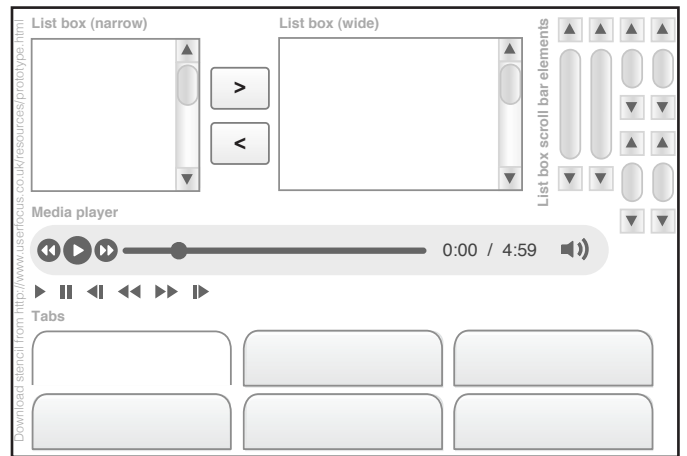 List box (narrow)
List box (wide)
>
<
List box scroll bar elements
Media player
0:00 / 4:59
Tabs
Download stencil from http://www.userfocus.co.uk/resources/prototype.html